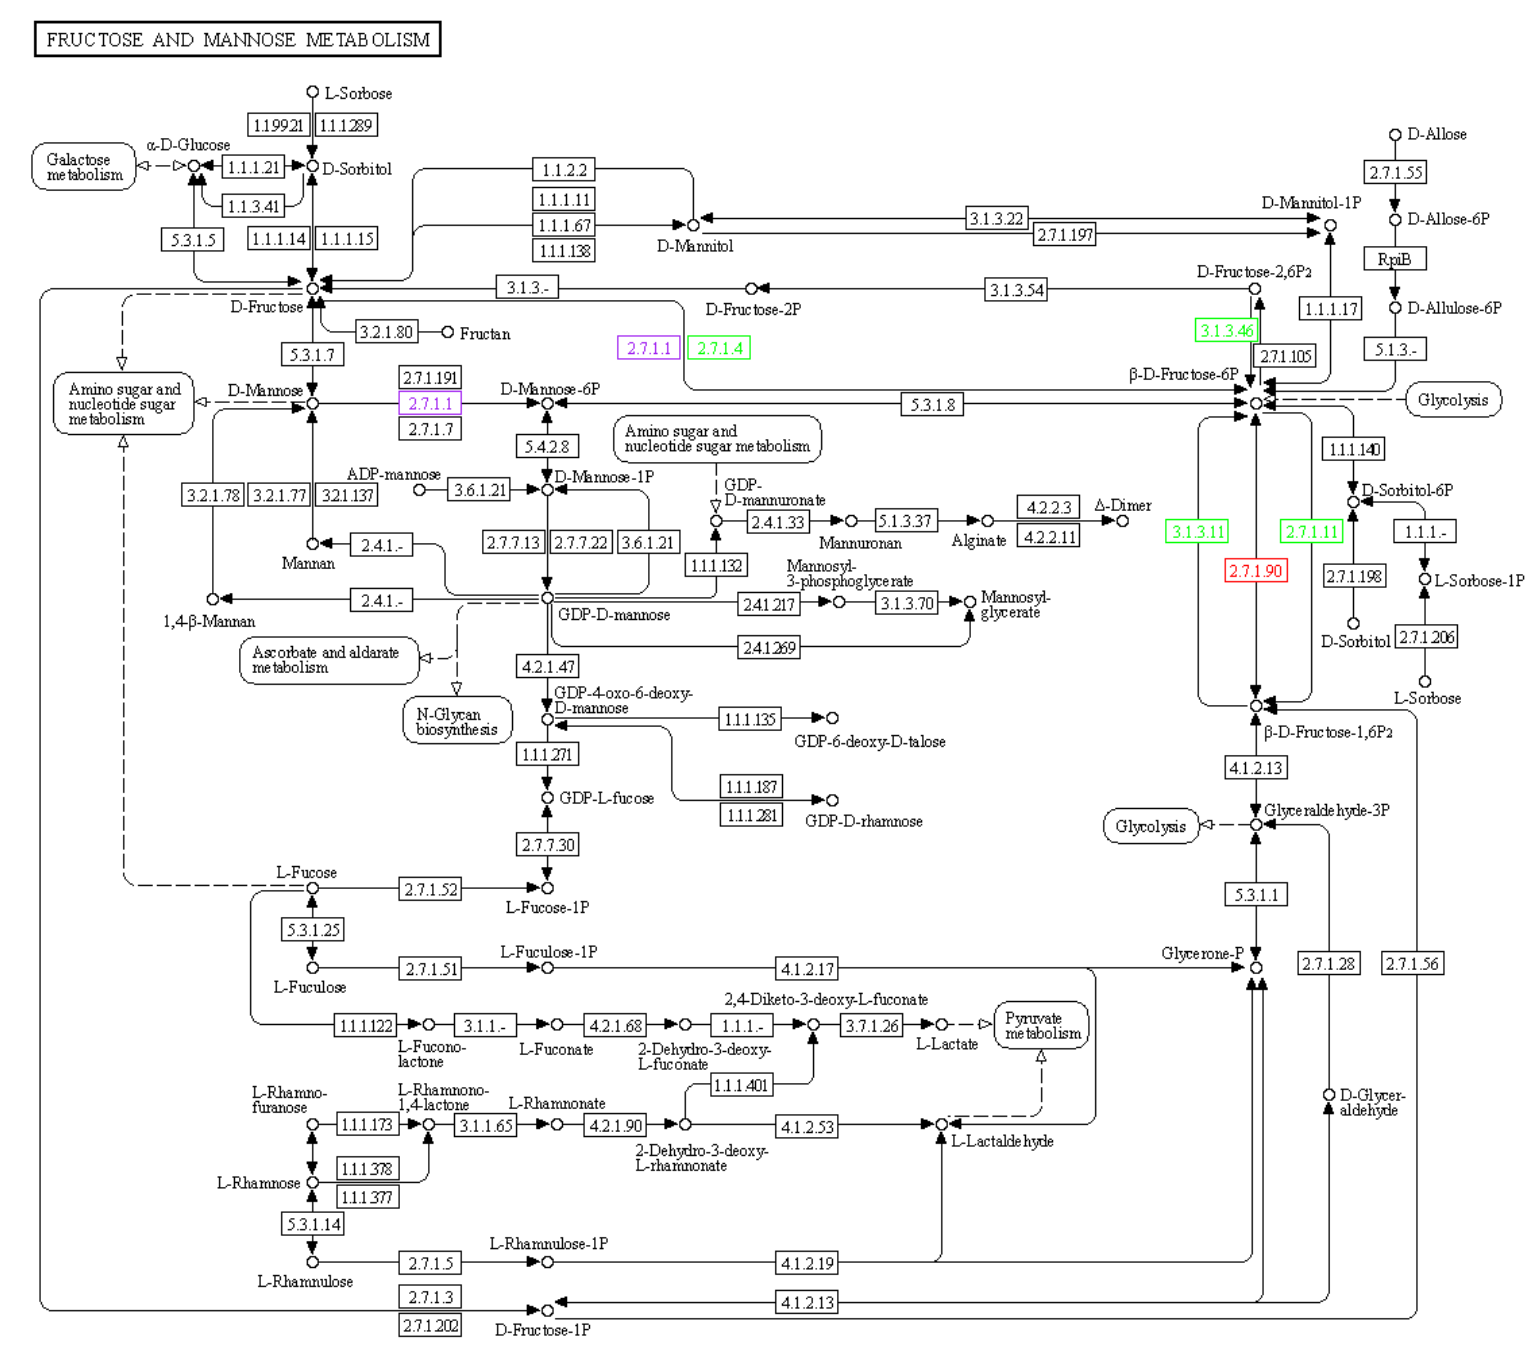 FRUCTOSE AND MANNOSE METABOLISM
L-Sorbose
1.1.99.21
1.1.1.289
α-D-Glucose
Galactose
metabolism
1.1.1.21
D-Sorbitol
1.1.3.41
5.3.1.5
1.1.1.14
1.1.1.15
1.1.2.2
1.1.1.11
1.1.1.67
1.1.1.138
D-Mannitol
3.1.3.22
2.7.1.197
D-Mannitol-1P
D-Allose
2.7.1.55
D-Allose-6P
RpiB
D-Allulose-6P
5.1.3.-
1.1.1.17
D-Fructose
3.1.3.-
D-Fructose-2P
3.1.3.54
D-Fructose-2,6P2
3.1.3.46
2.7.1.105
3.2.1.80
Fructan
2.7.1.1
2.7.1.4
β-D-Fructose-6P
5.3.1.7
Amino sugar and
nucleotide sugar
metabolism
D-Mannose
2.7.1.191
2.7.1.1
2.7.1.7
D-Mannose-6P
5.3.1.8
Glycolysis
5.4.2.8
Amino sugar and
nucleotide sugar metabolism
1.1.1.140
ADP-mannose
3.6.1.21
D-Mannose-1P
GDP-
D-mannuronate
D-Sorbitol-6P
3.2.1.78
3.2.1.77
3.2.1.137
2.4.1.33
Mannuronan
5.1.3.37
Alginate
4.2.2.3
4.2.2.11
Δ-Dimer
3.1.3.11
2.7.1.11
2.7.1.90
1.1.1.-
Mannan
2.4.1.-
2.7.7.13
2.7.7.22
3.6.1.21
1.1.1.132
Mannosyl-
3-phosphoglycerate
2.7.1.198
L-Sorbose-1P
2.4.1.-
1,4-β-Mannan
GDP-D-mannose
2.4.1.217
3.1.3.70
Mannosyl-
glycerate
D-Sorbitol
2.7.1.206
2.4.1.269
Ascorbate and aldarate
metabolism
4.2.1.47
L-Sorbose
N-Glycan
biosynthesis
GDP-4-oxo-6-deoxy-
D-mannose
1.1.1.135
GDP-6-deoxy-D-talose
β-D-Fructose-1,6P2
1.1.1.271
4.1.2.13
1.1.1.187
1.1.1.281
GDP-D-rhamnose
GDP-L-fucose
Glyceraldehyde-3P
Glycolysis
2.7.7.30
L-Fucose
2.7.1.52
L-Fucose-1P
5.3.1.1
5.3.1.25
L-Fuculose
2.7.1.51
L-Fuculose-1P
4.1.2.17
Glycerone-P
2.7.1.28
2.7.1.56
1.1.1.122
L-Fucono-
lactone
3.1.1.-
L-Fuconate
4.2.1.68
2-Dehydro-3-deoxy-
L-fuconate
1.1.1.-
2,4-Diketo-3-deoxy-L-fuconate
3.7.1.26
L-Lactate
Pyruvate
metabolism
1.1.1.401
L-Rhamno-
furanose
1.1.1.173
L-Rhamnono-
1,4-lactone
3.1.1.65
L-Rhamnonate
4.2.1.90
2-Dehydro-3-deoxy-
L-rhamnonate
4.1.2.53
L-Lactaldehyde
D-Glycer-
aldehyde
1.1.1.378
1.1.1.377
L-Rhamnose
5.3.1.14
L-Rhamnulose
2.7.1.5
L-Rhamnulose-1P
4.1.2.19
2.7.1.3
2.7.1.202
D-Fructose-1P
4.1.2.13